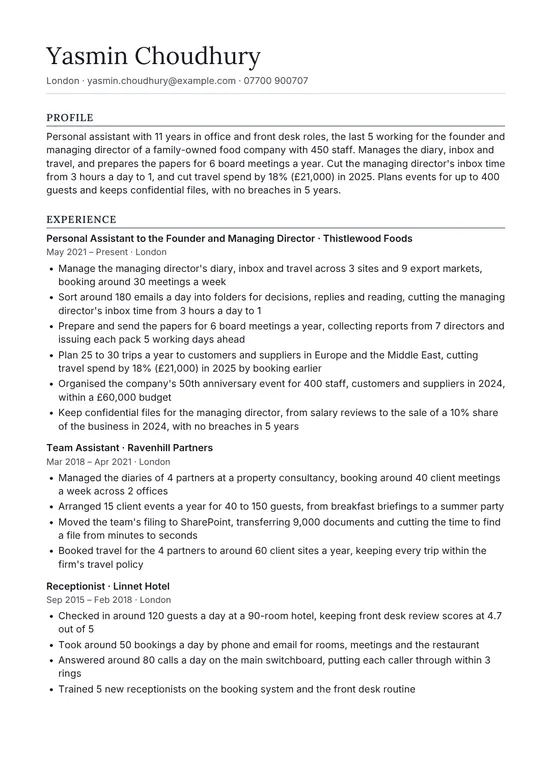 Yasmin Choudhury
London · yasmin.choudhury@example.com · 07700 900707
PROFILE
Personal assistant with 11 years in office and front desk roles, the last 5 working for the founder and
managing director of a family-owned food company with 450 staff. Manages the diary, inbox and
travel, and prepares the papers for 6 board meetings a year. Cut the managing director's inbox time
from 3 hours a day to 1, and cut travel spend by 18% (£21,000) in 2025. Plans events for up to 400
guests and keeps confidential files, with no breaches in 5 years.
EXPERIENCE
Personal Assistant to the Founder and Managing Director · Thistlewood Foods
May 2021 – Present · London
• Manage the managing director's diary, inbox and travel across 3 sites and 9 export markets,
booking around 30 meetings a week
• Sort around 180 emails a day into folders for decisions, replies and reading, cutting the managing
director's inbox time from 3 hours a day to 1
• Prepare and send the papers for 6 board meetings a year, collecting reports from 7 directors and
issuing each pack 5 working days ahead
• Plan 25 to 30 trips a year to customers and suppliers in Europe and the Middle East, cutting
travel spend by 18% (£21,000) in 2025 by booking earlier
• Organised the company's 50th anniversary event for 400 staff, customers and suppliers in 2024,
within a £60,000 budget
• Keep confidential files for the managing director, from salary reviews to the sale of a 10% share
of the business in 2024, with no breaches in 5 years
Team Assistant · Ravenhill Partners
Mar 2018 – Apr 2021 · London
• Managed the diaries of 4 partners at a property consultancy, booking around 40 client meetings
a week across 2 offices
• Arranged 15 client events a year for 40 to 150 guests, from breakfast briefings to a summer party
• Moved the team's filing to SharePoint, transferring 9,000 documents and cutting the time to find
a file from minutes to seconds
• Booked travel for the 4 partners to around 60 client sites a year, keeping every trip within the
firm's travel policy
Receptionist · Linnet Hotel
Sep 2015 – Feb 2018 · London
• Checked in around 120 guests a day at a 90-room hotel, keeping front desk review scores at 4.7
out of 5
• Took around 50 bookings a day by phone and email for rooms, meetings and the restaurant
• Answered around 80 calls a day on the main switchboard, putting each caller through within 3
rings
• Trained 5 new receptionists on the booking system and the front desk routine